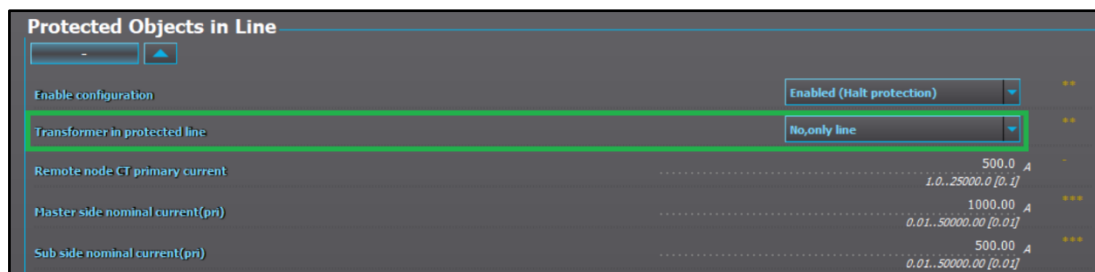 Protected Objects in Line
-
Enable configuration Enabled (Halt protection) **
Transformer in protected line No,only line **
Remote node CT primary current 500.0 A -
1.0..25000.0 [0.1]
Master side nominal current(pri) 1000.00 A ***
0.01..50000.00 [0.01]
Sub side nominal current(pri) 500.00 A ***
0.01..50000.00 [0.01]